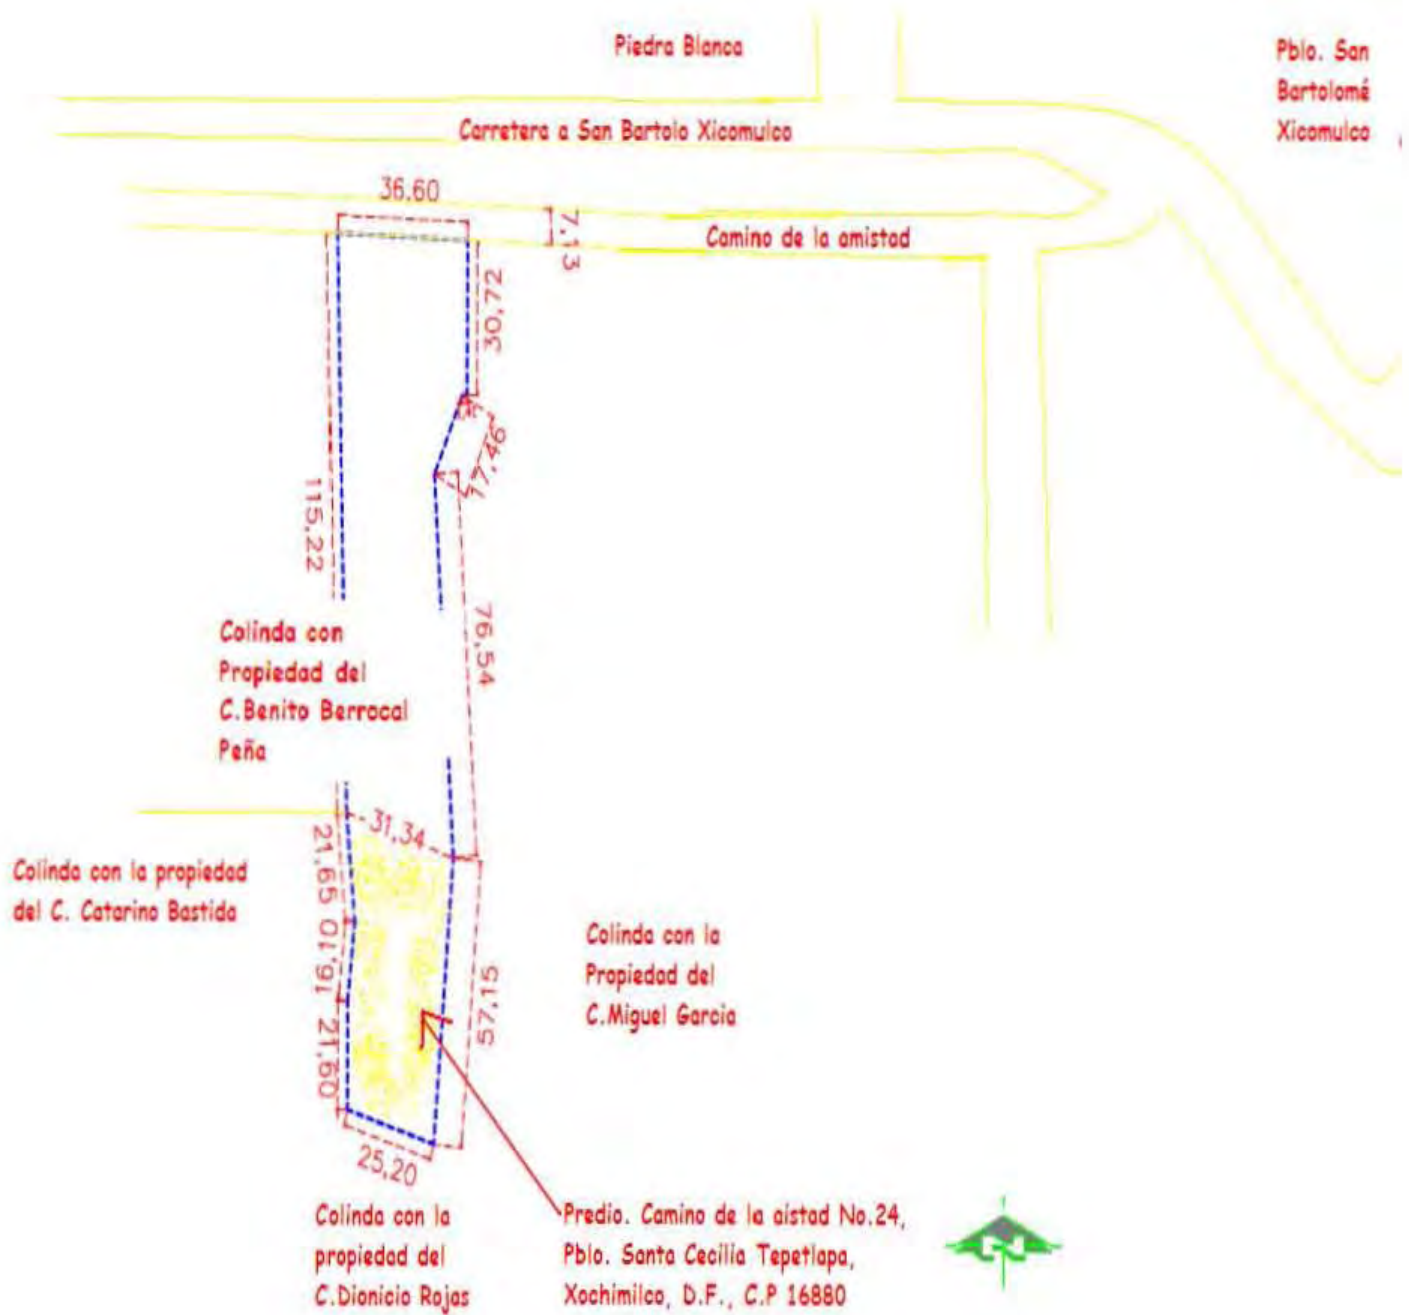 Piedra Blanca
Pblo. San
Bartolomé
Xicomulco
Carretera a San Bartolo Xicomulco
36,60
7,13
Camino de la amistad
30,72
17,46
115,22
76,54
Colinda con
Propiedad del
C.Benito Berrocal
Peña
31,34
21,65
Colinda con la propiedad
del C. Catarino Bastida
16,10
57,15
21,60
Colinda con la
Propiedad del
C.Miguel Garcia
25,20
Colinda con la
propiedad del
C.Dionicio Rojas
Predio. Camino de la aistad No.24,
Pblo. Santa Cecilia Tepetlapa,
Xochimilco, D.F., C.P 16880
N